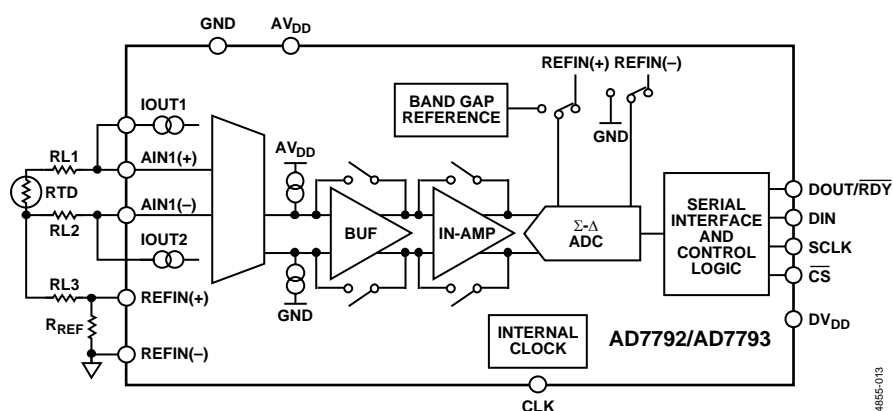 GND
AVDD
IOUT1
REFIN(+) REFIN(–)
BAND GAP
REFERENCE
GND
RL1
AIN1(+)
AVDD
RTD
AIN1(–)
RL2
BUF
IN-AMP
Σ-Δ
ADC
SERIAL
INTERFACE
AND
CONTROL
LOGIC
DOUT/RDY
DIN
SCLK
CS
IOUT2
RL3
REFIN(+)
GND
RREF
REFIN(–)
INTERNAL
CLOCK
AD7792/AD7793
DVDD
CLK
4855-013